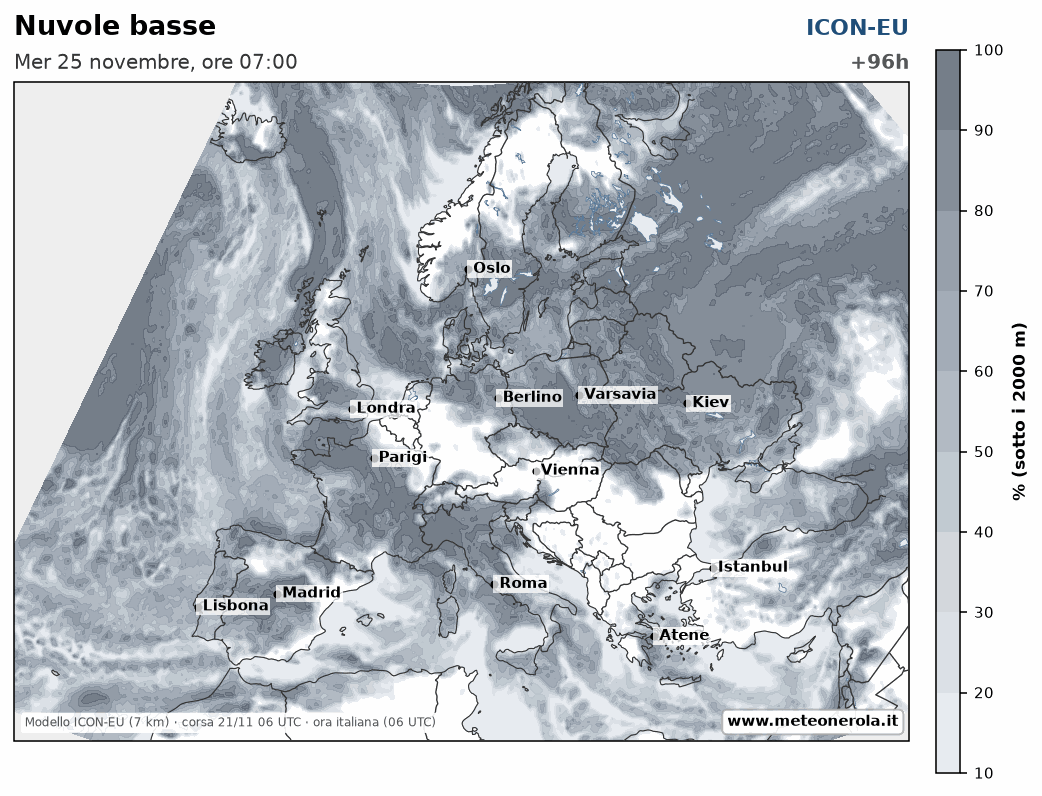 Nuvole basse
ICON-EU
Mer 25 novembre, ore 07:00
+96h
100
90
80
70
60
50
40
30
20
10
% (sotto i 2000 m)
Oslo
Londra
Berlino
Varsavia
Kiev
Parigi
Vienna
Istanbul
Roma
Madrid
Lisbona
Atene
Modello ICON-EU (7 km) · corsa 21/11 06 UTC · ora italiana (06 UTC)
www.meteonerola.it